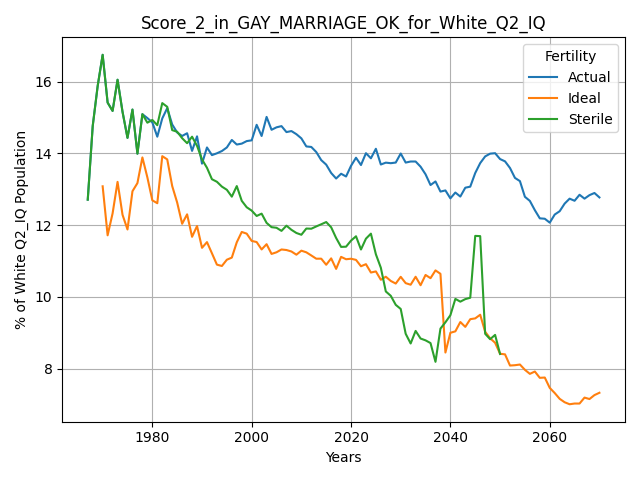 Score_2_in_GAY_MARRIAGE_OK_for_White_Q2_IQ
Fertility
Actual
Ideal
Sterile
% of White Q2_IQ Population
16
14
12
10
8
1980
2000
2020
2040
2060
Years